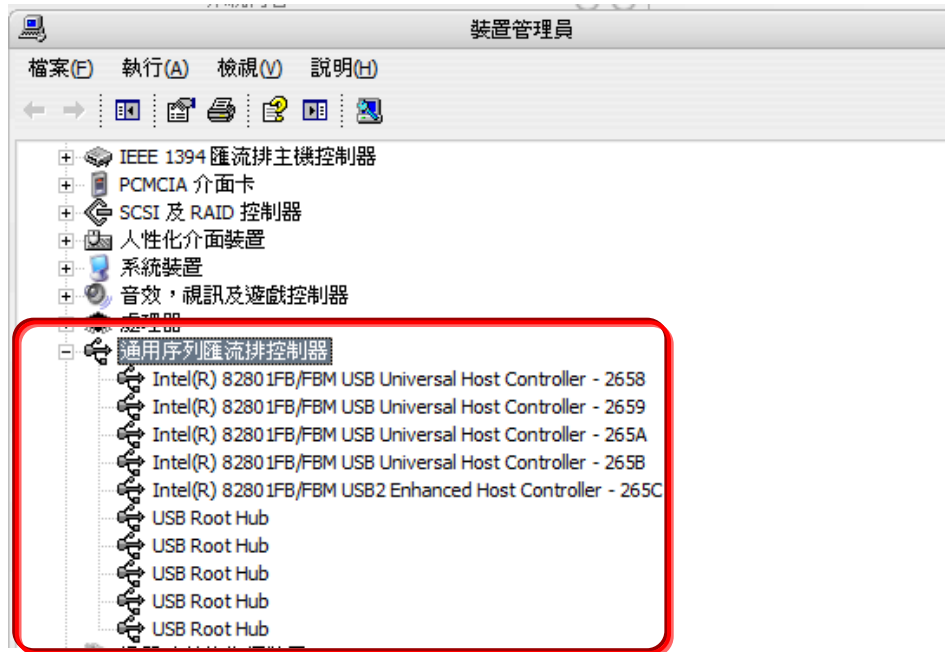 裝置管理員
檔案(F) 執行(A) 檢視(V) 說明(H)
IEEE 1394 匯流排主機控制器
PCMCIA 介面卡
SCSI 及 RAID 控制器
人性化介面裝置
系統裝置
音效，視訊及遊戲控制器
處理器
通用序列匯流排控制器
Intel(R) 82801FB/FBM USB Universal Host Controller - 2658
Intel(R) 82801FB/FBM USB Universal Host Controller - 2659
Intel(R) 82801FB/FBM USB Universal Host Controller - 265A
Intel(R) 82801FB/FBM USB Universal Host Controller - 265B
Intel(R) 82801FB/FBM USB2 Enhanced Host Controller - 265C
USB Root Hub
USB Root Hub
USB Root Hub
USB Root Hub
USB Root Hub